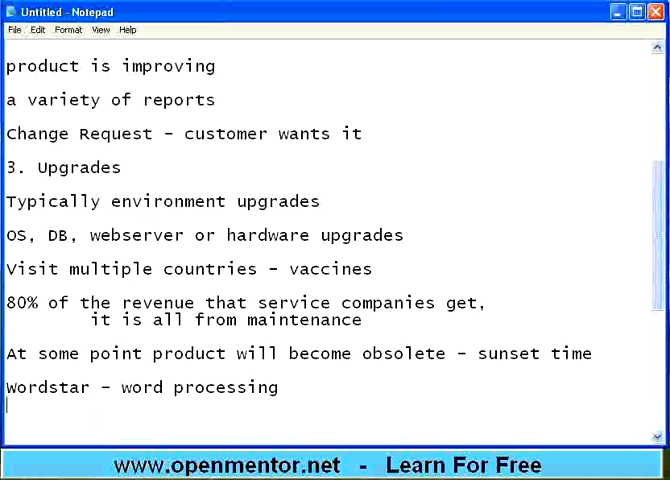 Untitled - Notepad
File Edit Format View Help
product is improving
a variety of reports
Change Request - customer wants it
3. Upgrades
Typically environment upgrades
OS, DB, webserver or hardware upgrades
Visit multiple countries - vaccines
80% of the revenue that service companies get,
it is all from maintenance
At some point product will become obsolete - sunset time
Wordstar - word processing
www.openmentor.net - Learn For Free